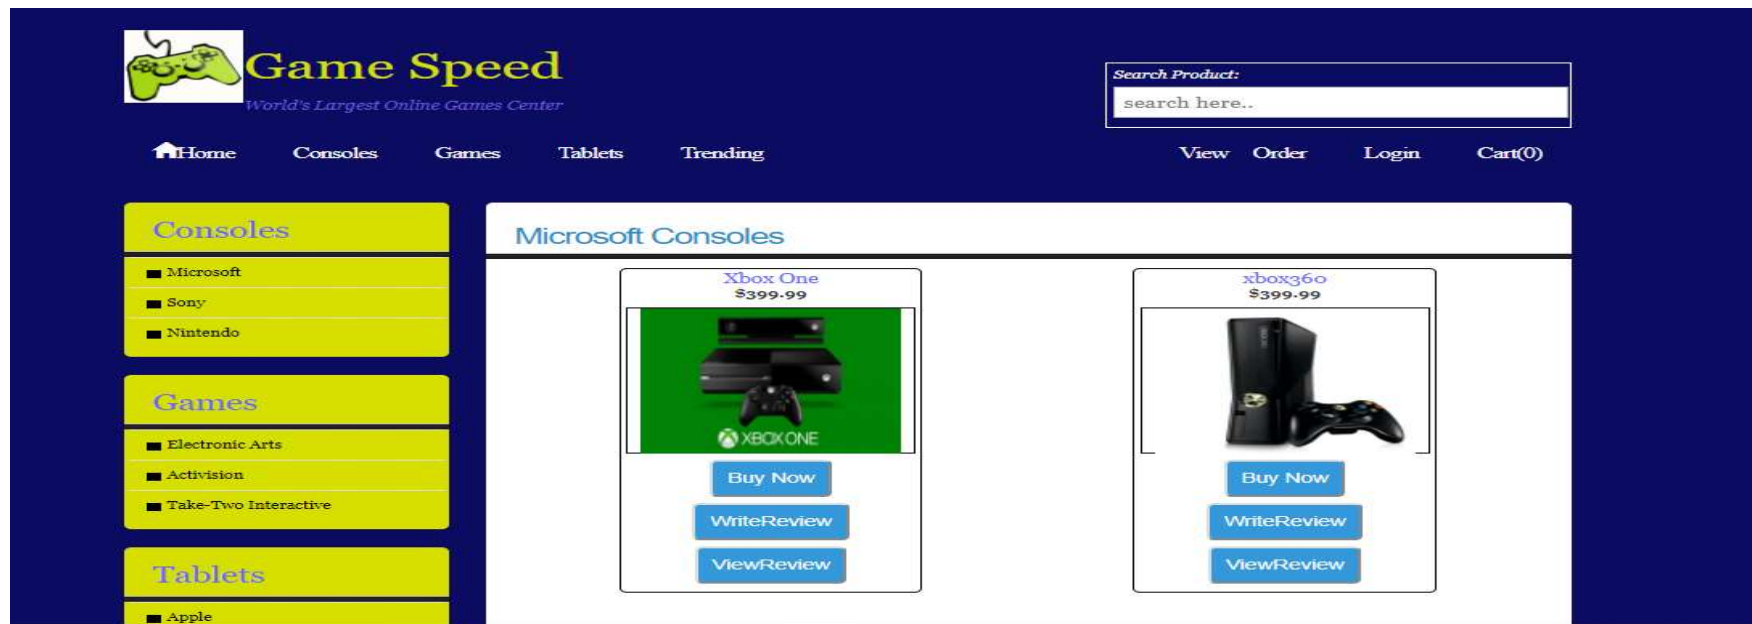 Game Speed
World's Largest Online Games Center
Search Product:
search here..
Home Consoles Games Tablets Trending View Order Login Cart(0)
Consoles
Microsoft
Sony
Nintendo
Games
Electronic Arts
Activision
Take-Two Interactive
Tablets
Apple
Microsoft Consoles
Xbox One
$399.99
XBOX ONE
Buy Now
WriteReview
ViewReview
xbox360
$399.99
Buy Now
WriteReview
ViewReview